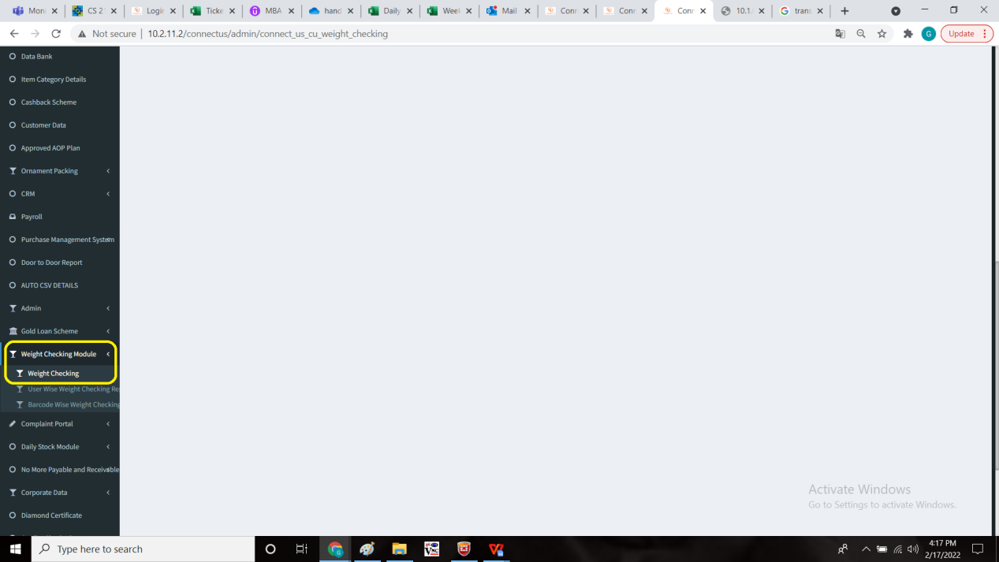 Moni
CS 2
Login
Ticke
MBA
hand
Daily
Week
Mail
Conn
Conn
Conn
10.1.
trans
Not secure | 10.2.11.2/connectus/admin/connect_us_cu_weight_checking
G
Update
Data Bank
Item Category Details
Cashback Scheme
Customer Data
Approved AOP Plan
Ornament Packing
CRM
Payroll
Purchase Management System
Door to Door Report
AUTO CSV DETAILS
Admin
Gold Loan Scheme
Weight Checking Module
Weight Checking
User Wise Weight Checking Re
Barcode Wise Weight Checking
Complaint Portal
Daily Stock Module
No More Payable and Receivable
Corporate Data
Diamond Certificate
Activate Windows
Go to Settings to activate Windows.
Type here to search
4:17 PM
2/17/2022